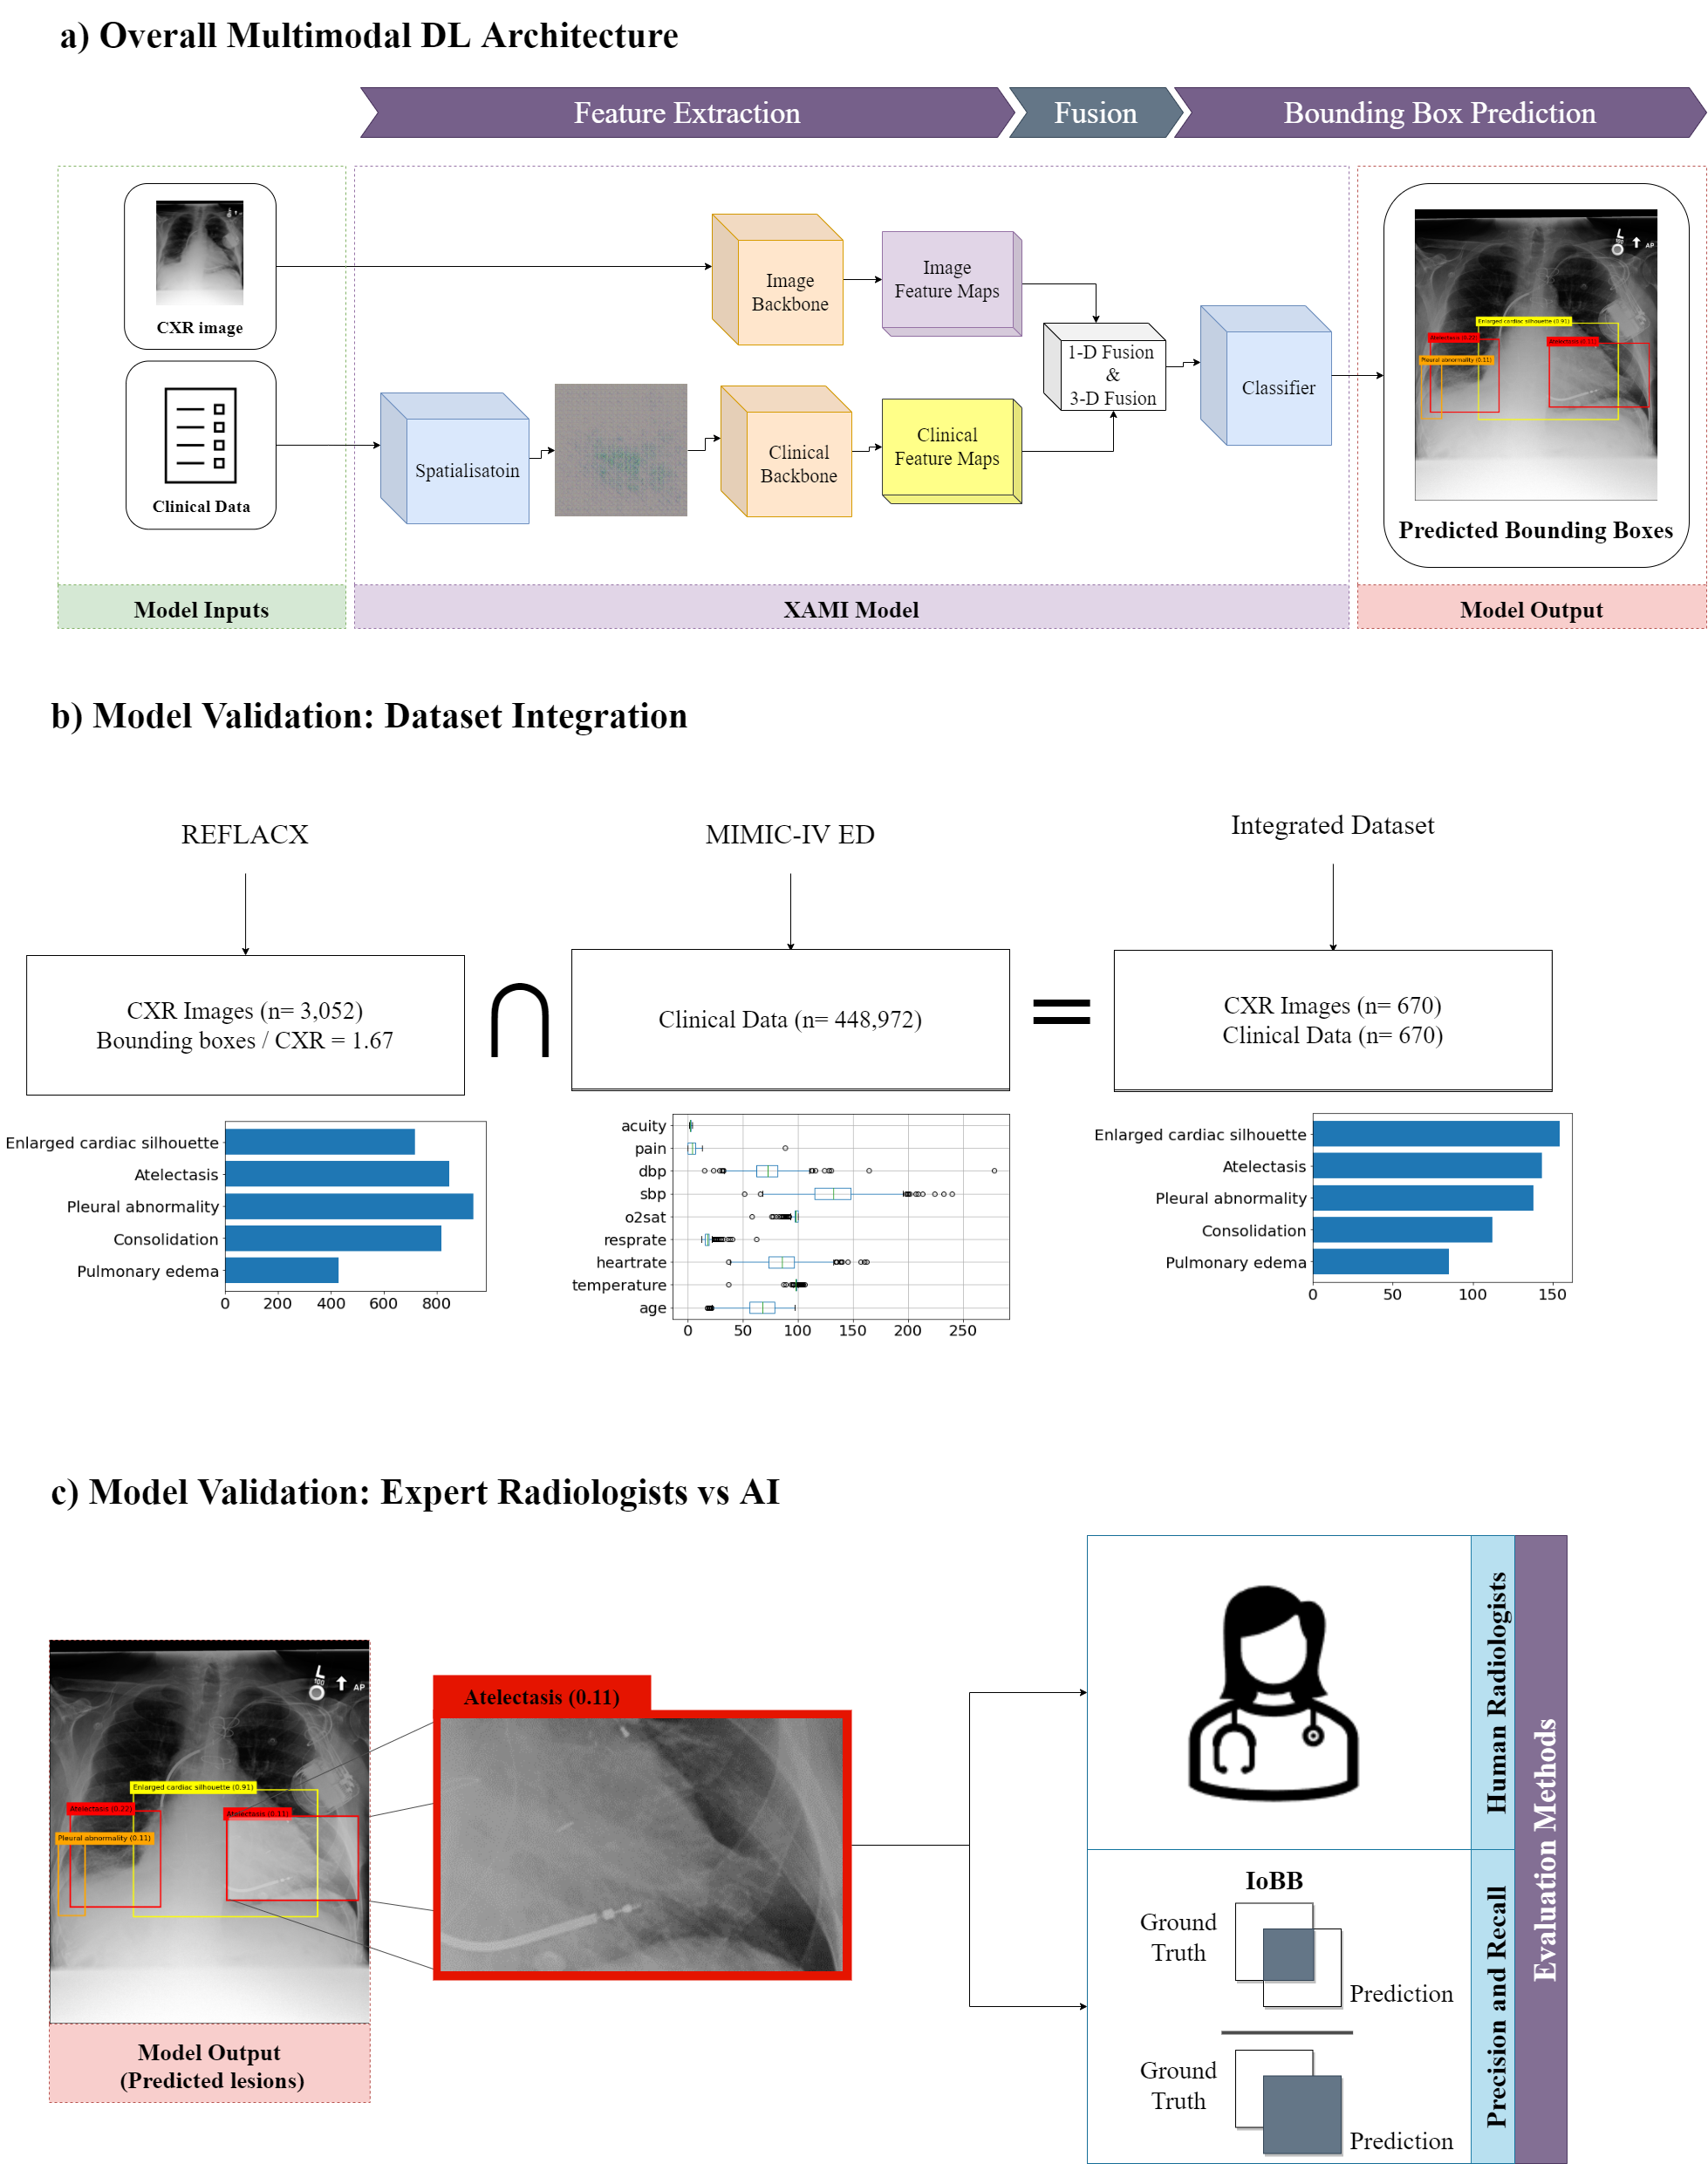 a) Overall Multimodal DL Architecture
Feature Extraction
Fusion
Bounding Box Prediction
CXR image
Clinical Data
Image
Backbone
Image
Feature Maps
Spatialisatoin
Clinical
Backbone
Clinical
Feature Maps
1-D Fusion
&
3-D Fusion
Classifier
L
AP
Enlarged cardiac silhouette (0.91)
Atelectasis (0.22)
Atelectasis (0.11)
Pleural abnormality (0.11)
Predicted Bounding Boxes
Model Inputs
XAMI Model
Model Output
b) Model Validation: Dataset Integration
REFLACX
MIMIC-IV ED
Integrated Dataset
CXR Images (n= 3,052)
Bounding boxes / CXR = 1.67
∩
Clinical Data (n= 448,972)
=
CXR Images (n= 670)
Clinical Data (n= 670)
Enlarged cardiac silhouette
Atelectasis
Pleural abnormality
Consolidation
Pulmonary edema
0 200 400 600 800
acuity
pain
dbp
sbp
o2sat
resprate
heartrate
temperature
age
0 50 100 150 200 250
Enlarged cardiac silhouette
Atelectasis
Pleural abnormality
Consolidation
Pulmonary edema
0 50 100 150
c) Model Validation: Expert Radiologists vs AI
L
100
AP
Enlarged cardiac silhouette (0.91)
Atelectasis (0.22)
Atelectasis (0.11)
Pleural abnormality (0.11)
Model Output
(Predicted lesions)
Atelectasis (0.11)
Human Radiologists
IoBB
Ground
Truth
Prediction
Ground
Truth
Prediction
Precision and Recall
Evaluation Methods